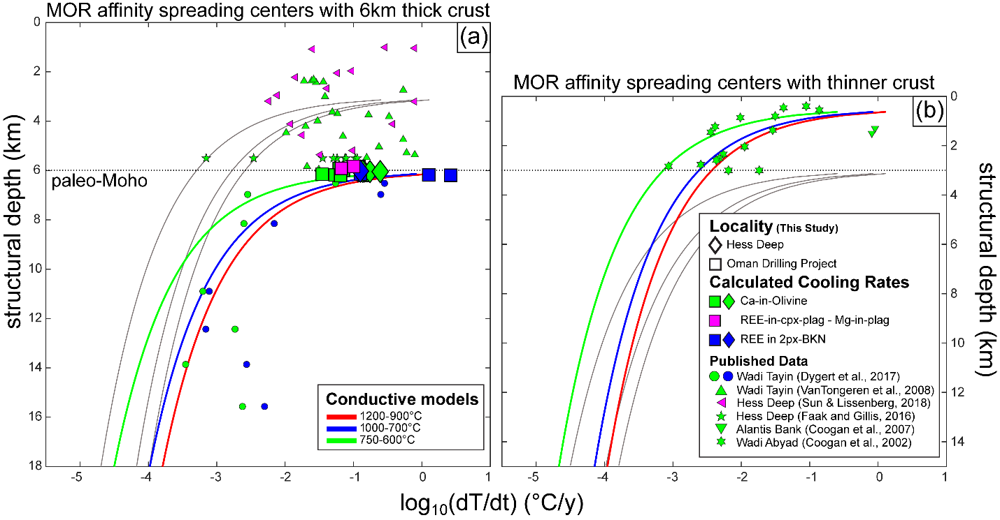 MOR affinity spreading centers with 6km thick crust
(a)
0
2
4
6
8
10
12
14
16
18
structural depth (km)
paleo-Moho
Conductive models
1200-900°C
1000-700°C
750-600°C
-5
-4
-3
-2
-1
0
1
MOR affinity spreading centers with thinner crust
(b)
0
2
4
6
8
10
12
14
structural depth (km)
Locality (This Study)
Hess Deep
Oman Drilling Project
Calculated Cooling Rates
Ca-in-Olivine
REE-in-cpx-plag - Mg-in-plag
REE in 2px-BKN
Published Data
Wadi Tayin (Dygert et al., 2017)
Wadi Tayin (VanTongeren et al., 2008)
Hess Deep (Sun & Lissenberg, 2018)
Hess Deep (Faak and Gillis, 2016)
Alantis Bank (Coogan et al., 2007)
Wadi Abyad (Coogan et al., 2002)
-5
-4
-3
-2
-1
0
1
log10(dT/dt) (°C/y)